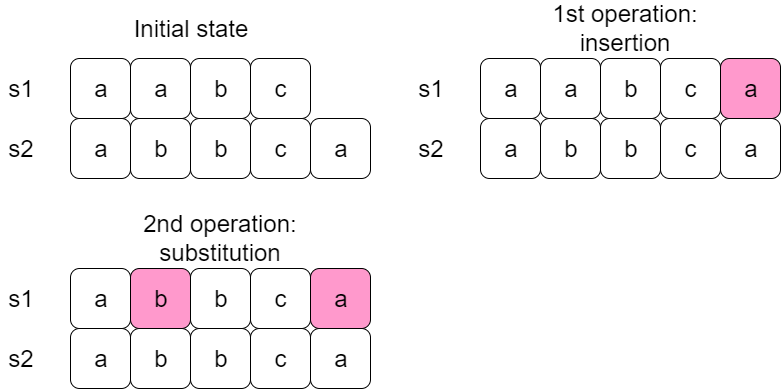 Initial state
s1 a a b c
s2 a b b c a
1st operation:
insertion
s1 a a b c a
s2 a b b c a
2nd operation:
substitution
s1 a b b c a
s2 a b b c a